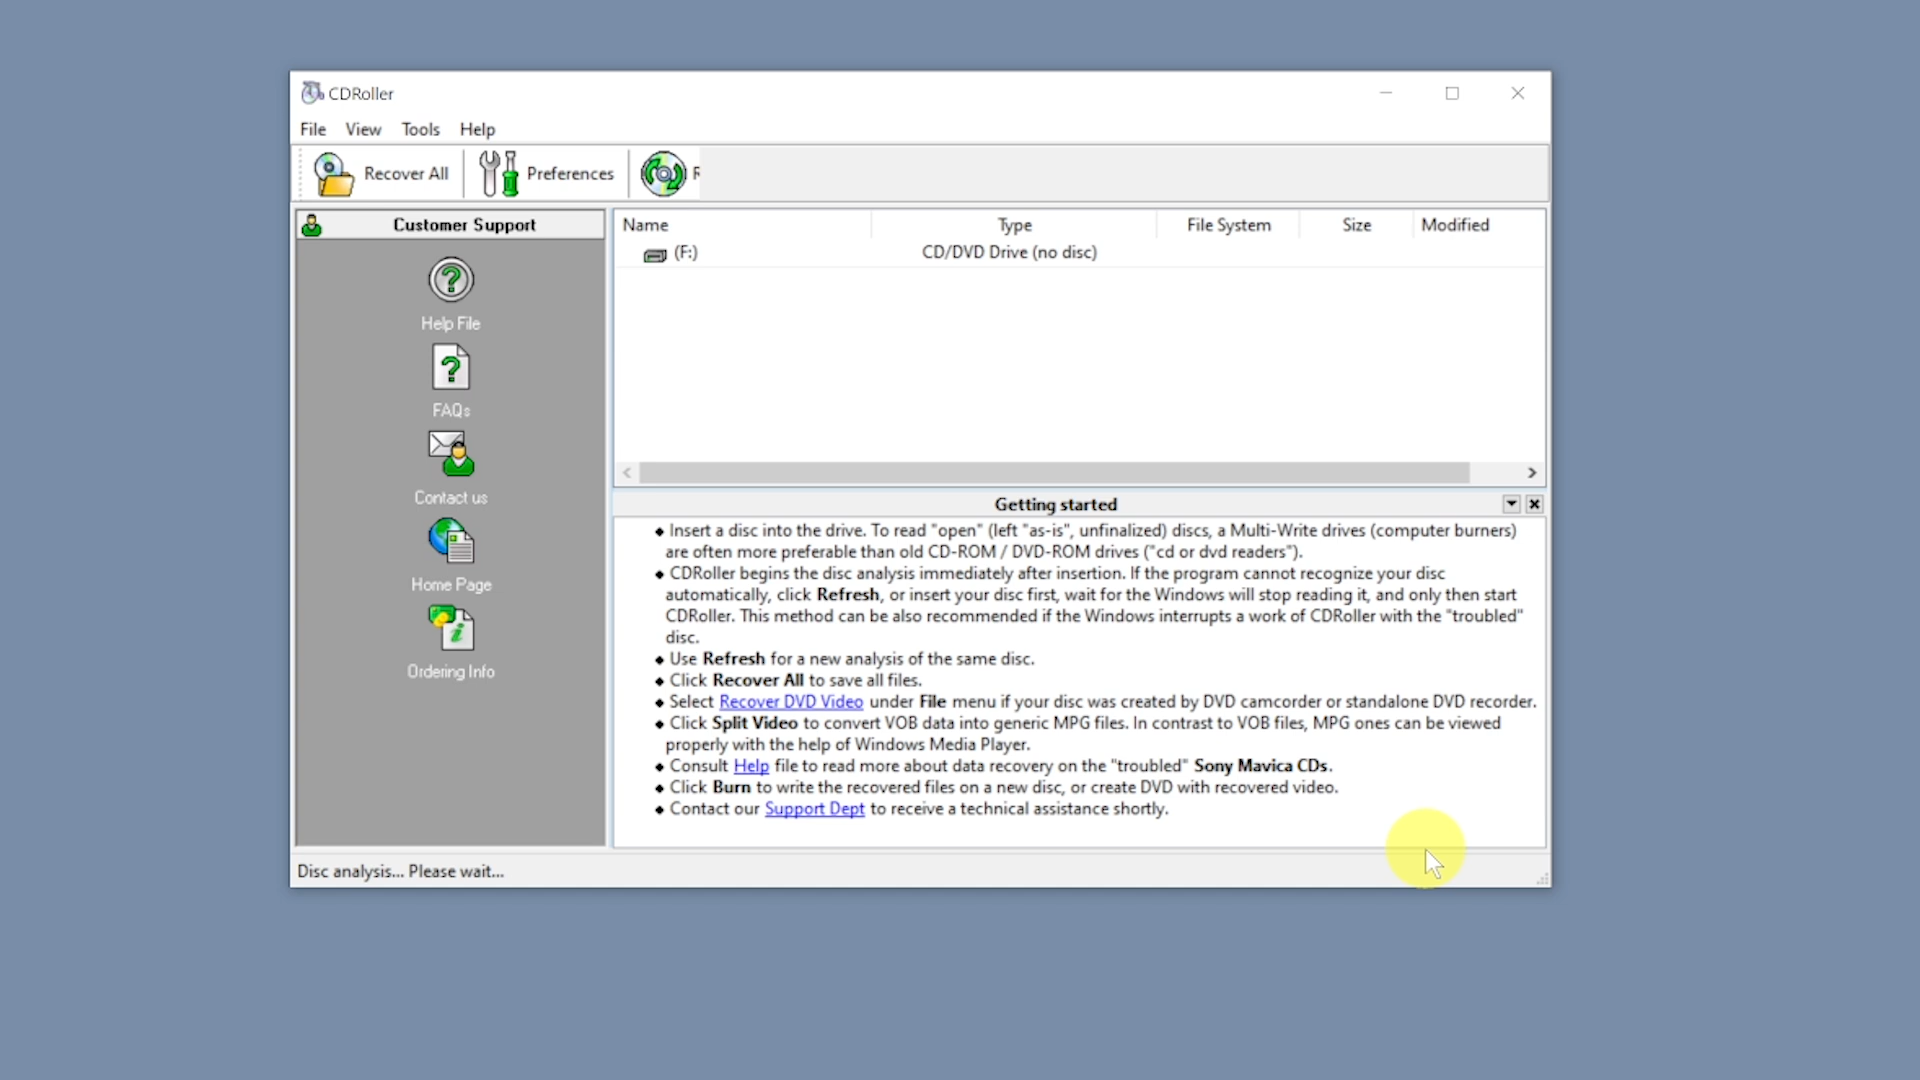 CDRoller
File View Tools Help
Recover All Preferences
Customer Support
Help File
FAQs
Contact us
Home Page
Ordering Info
Name Type File System Size Modified
(F:) CD/DVD Drive (no disc)
Getting started
♦ Insert a disc into the drive. To read "open" (left "as-is", unfinalized) discs, a Multi-Write drives (computer burners)
are often more preferable than old CD-ROM / DVD-ROM drives ("cd or dvd readers").
♦ CDRoller begins the disc analysis immediately after insertion. If the program cannot recognize your disc
automatically, click Refresh, or insert your disc first, wait for the Windows will stop reading it, and only then start
CDRoller. This method can be also recommended if the Windows interrupts a work of CDRoller with the "troubled"
disc.
♦ Use Refresh for a new analysis of the same disc.
♦ Click Recover All to save all files.
♦ Select Recover DVD Video under File menu if your disc was created by DVD camcorder or standalone DVD recorder.
♦ Click Split Video to convert VOB data into generic MPG files. In contrast to VOB files, MPG ones can be viewed
properly with the help of Windows Media Player.
♦ Consult Help file to read more about data recovery on the "troubled" Sony Mavica CDs.
♦ Click Burn to write the recovered files on a new disc, or create DVD with recovered video.
♦ Contact our Support Dept to receive a technical assistance shortly.
Disc analysis... Please wait...